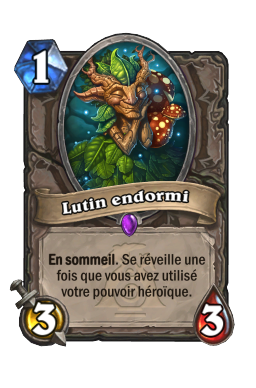 1
Lutin endormi
En sommeil. Se réveille une
fois que vous avez utilisé
votre pouvoir héroïque.
3
3